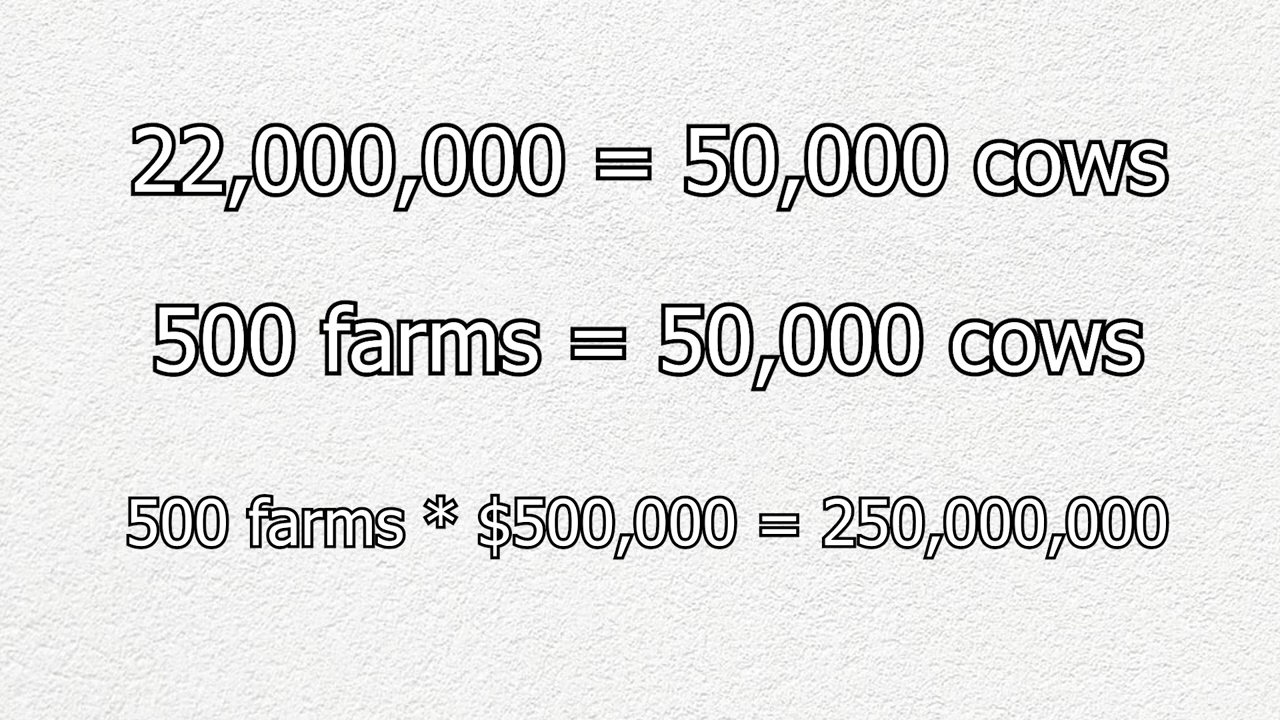 22,000,000 = 50,000 cows
500 farms = 50,000 cows
500 farms * $500,000 = 250,000,000